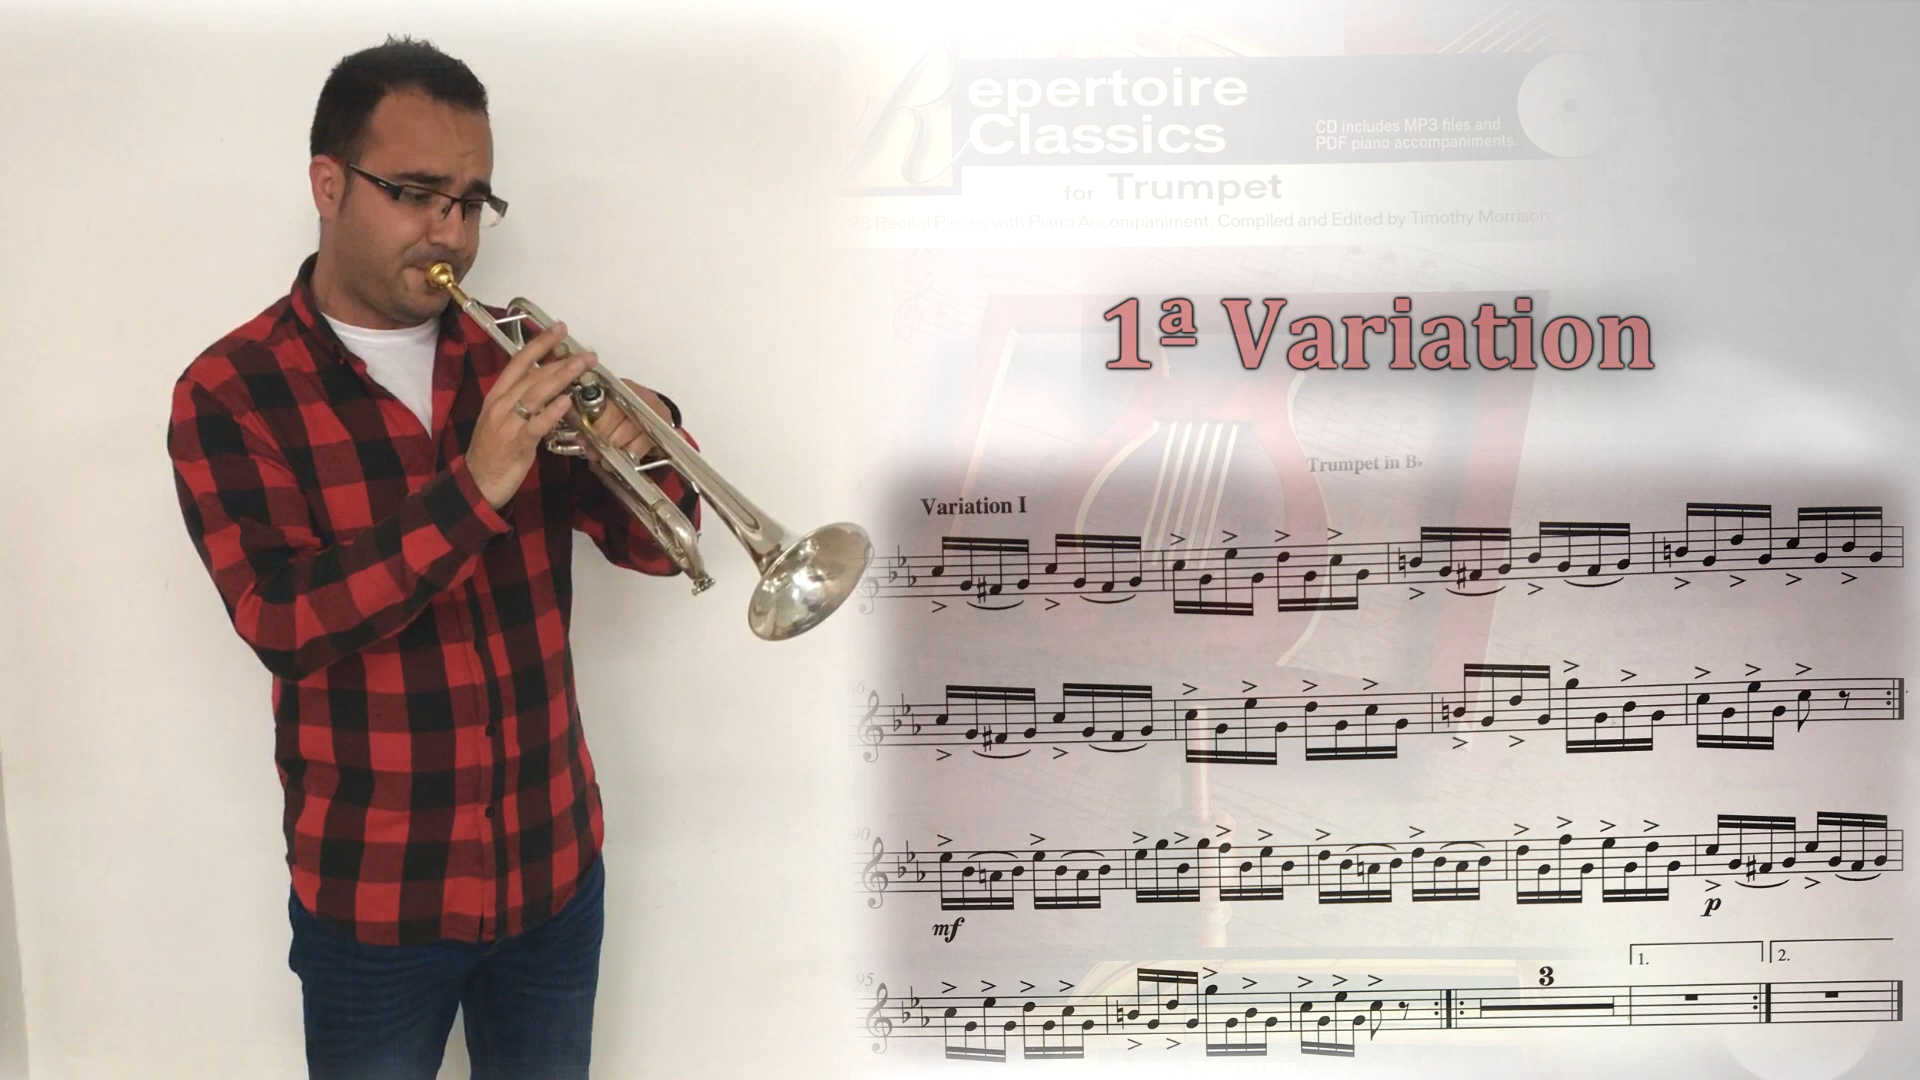 Repertoire
Classics
CD includes MP3 files and
PDF piano accompaniments.
for Trumpet
23 Recital Pieces with Piano Accompaniment. Compiled and Edited by Timothy Morrison.
1ª Variation
Trumpet in B♭
Variation I
86
90
mf
p
95
3
1.
2.